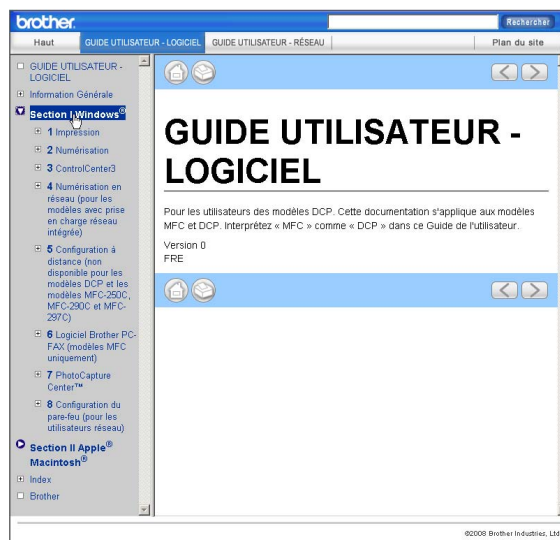 brother.
Rechercher
Haut
GUIDE UTILISATEUR - LOGICIEL
GUIDE UTILISATEUR - RÉSEAU
Plan du site
GUIDE UTILISATEUR -
LOGICIEL
Information Générale
Section I Windows®
1 Impression
2 Numérisation
3 ControlCenter3
4 Numérisation en
réseau (pour les
modèles avec prise
en charge réseau
intégrée)
5 Configuration à
distance (non
disponible pour les
modèles DCP et les
modèles MFC-250C,
MFC-290C et MFC-
297C)
6 Logiciel Brother PC-
FAX (modèles MFC
uniquement)
7 PhotoCapture
Center™
8 Configuration du
pare-feu (pour les
utilisateurs réseau)
Section II Apple®
Macintosh®
Index
Brother
GUIDE UTILISATEUR -
LOGICIEL
Pour les utilisateurs des modèles DCP. Cette documentation s'applique aux modèles
MFC et DCP. Interprétez « MFC » comme « DCP » dans ce Guide de l'utilisateur.
Version 0
FRE
©2008 Brother Industries, Ltd